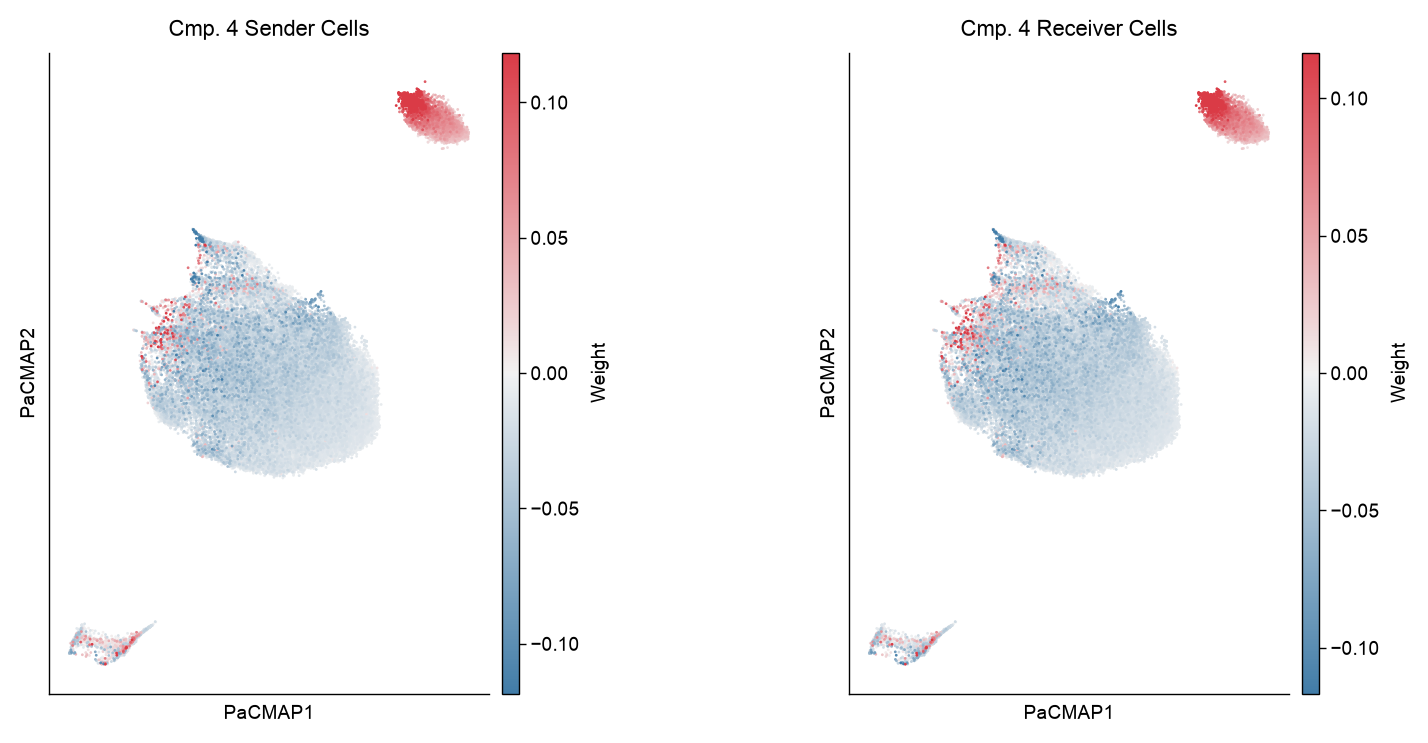 Cmp. 4 Sender Cells
0.10
0.05
0.00
−0.05
−0.10
Weight
PaCMAP2
PaCMAP1
Cmp. 4 Receiver Cells
0.10
0.05
0.00
−0.05
−0.10
Weight
PaCMAP2
PaCMAP1